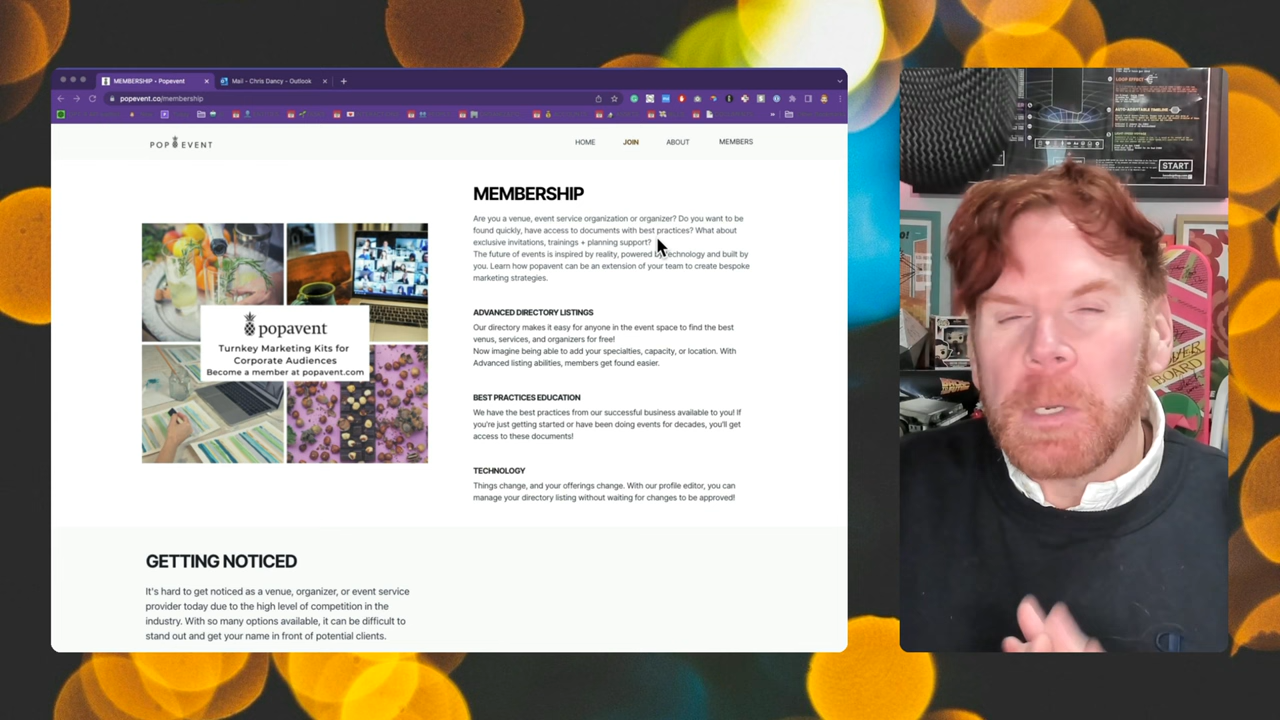 MEMBERSHIP • Popevent
Mail - Chris Dancy - Outlook
popevent.co/membership
POP EVENT
HOME
JOIN
ABOUT
MEMBERS
MEMBERSHIP
Are you a venue, event service organization or organizer? Do you want to be
found quickly, have access to documents with best practices? What about
exclusive invitations, trainings + planning support?
The future of events is inspired by reality, powered by technology and built by
you. Learn how popavent can be an extension of your team to create bespoke
marketing strategies.
popavent
Turnkey Marketing Kits for
Corporate Audiences
Become a member at popavent.com
ADVANCED DIRECTORY LISTINGS
Our directory makes it easy for anyone in the event space to find the best
venus, services, and organizers for free!
Now imagine being able to add your specialties, capacity, or location. With
Advanced listing abilities, members get found easier.
BEST PRACTICES EDUCATION
We have the best practices from our successful business available to you! If
you're just getting started or have been doing events for decades, you'll get
access to these documents!
TECHNOLOGY
Things change, and your offerings change. With our profile editor, you can
manage your directory listing without waiting for changes to be approved!
GETTING NOTICED
It's hard to get noticed as a venue, organizer, or event service
provider today due to the high level of competition in the
industry. With so many options available, it can be difficult to
stand out and get your name in front of potential clients.
LOOP EFFECT
AUTO-ADJUSTABLE TIMELINE
START
BOARD